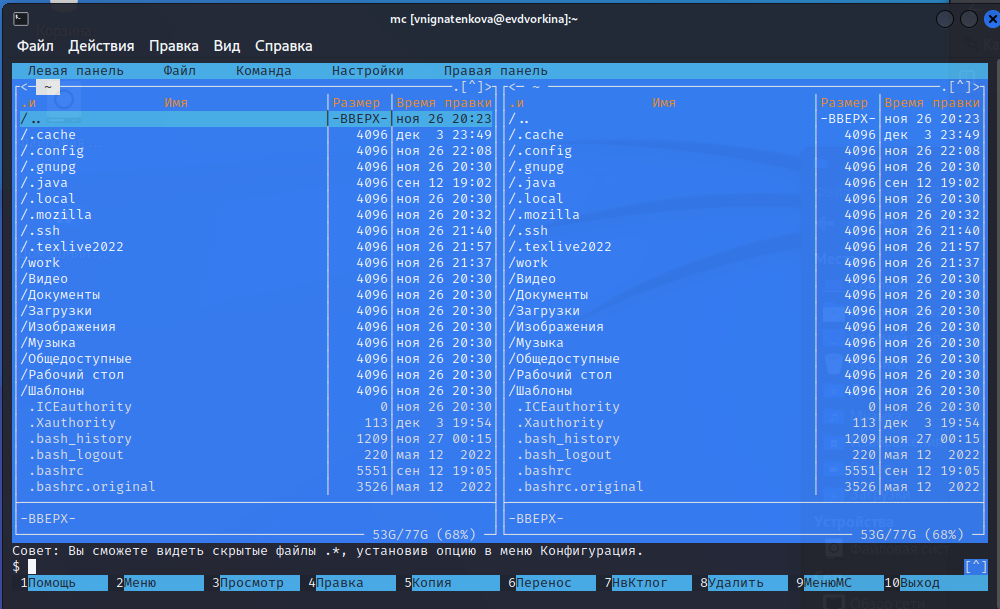 mc [vnignatenkova@evdvorkina]:~
Файл Действия Правка Вид Справка
Левая панель Файл Команда Настройки Правая панель
<─ ~ ─.[^]>
.и Имя Размер Время правки
/.. -ВВЕРХ- ноя 26 20:23
/.cache 4096 дек 3 23:49
/.config 4096 ноя 26 22:08
/.gnupg 4096 ноя 26 20:30
/.java 4096 сен 12 19:02
/.local 4096 ноя 26 20:30
/.mozilla 4096 ноя 26 20:32
/.ssh 4096 ноя 26 21:40
/.texlive2022 4096 ноя 26 21:57
/work 4096 ноя 26 21:37
/Видео 4096 ноя 26 20:30
/Документы 4096 ноя 26 20:30
/Загрузки 4096 ноя 26 20:30
/Изображения 4096 ноя 26 20:30
/Музыка 4096 ноя 26 20:30
/Общедоступные 4096 ноя 26 20:30
/Рабочий стол 4096 ноя 26 20:30
/Шаблоны 4096 ноя 26 20:30
.ICEauthority 0 ноя 26 20:30
.Xauthority 113 дек 3 19:54
.bash_history 1209 ноя 27 00:15
.bash_logout 220 мая 12 2022
.bashrc 5551 сен 12 19:05
.bashrc.original 3526 мая 12 2022
-ВВЕРХ-
53G/77G (68%)
<─ ~ ─.[^]>
.и Имя Размер Время правки
/.. -ВВЕРХ- ноя 26 20:23
/.cache 4096 дек 3 23:49
/.config 4096 ноя 26 22:08
/.gnupg 4096 ноя 26 20:30
/.java 4096 сен 12 19:02
/.local 4096 ноя 26 20:30
/.mozilla 4096 ноя 26 20:32
/.ssh 4096 ноя 26 21:40
/.texlive2022 4096 ноя 26 21:57
/work 4096 ноя 26 21:37
/Видео 4096 ноя 26 20:30
/Документы 4096 ноя 26 20:30
/Загрузки 4096 ноя 26 20:30
/Изображения 4096 ноя 26 20:30
/Музыка 4096 ноя 26 20:30
/Общедоступные 4096 ноя 26 20:30
/Рабочий стол 4096 ноя 26 20:30
/Шаблоны 4096 ноя 26 20:30
.ICEauthority 0 ноя 26 20:30
.Xauthority 113 дек 3 19:54
.bash_history 1209 ноя 27 00:15
.bash_logout 220 мая 12 2022
.bashrc 5551 сен 12 19:05
.bashrc.original 3526 мая 12 2022
-ВВЕРХ-
53G/77G (68%)
Совет: Вы сможете видеть скрытые файлы .*, установив опцию в меню Конфигурация.
$ [^]
1Помощь 2Меню 3Просмотр 4Правка 5Копия 6Перенос 7НвКтлог 8Удалить 9МенюМС 10Выход